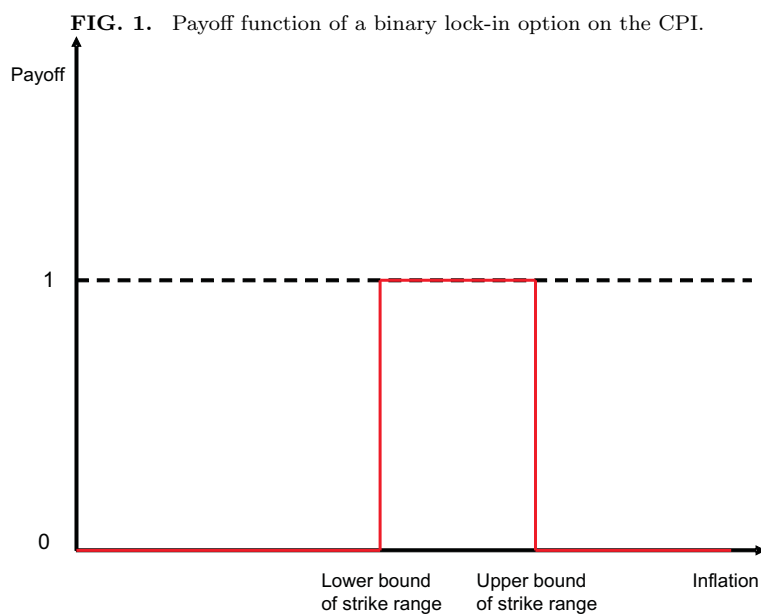 FIG. 1. Payoff function of a binary lock-in option on the CPI.
Payoff
1
0
Lower bound
of strike range
Upper bound
of strike range
Inflation